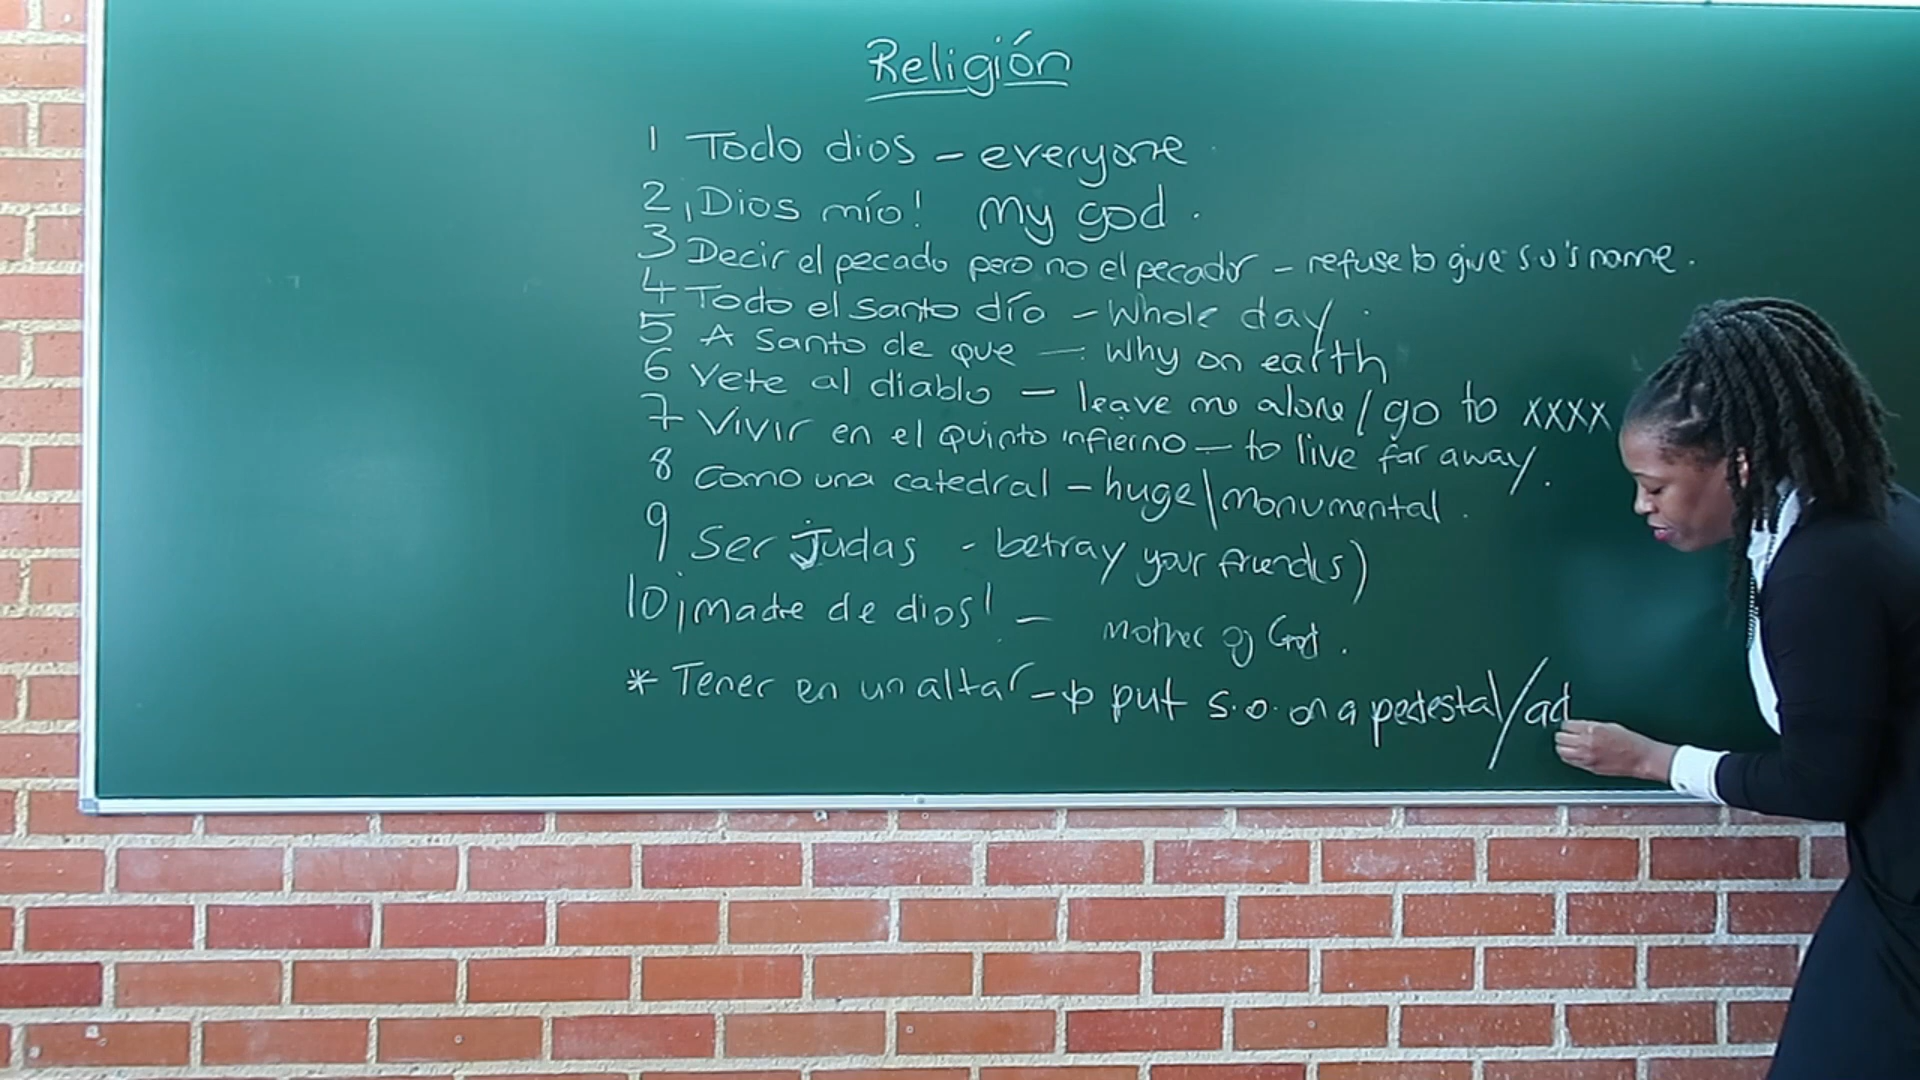 Religión
1 Todo dios - everyone
2 ¡Dios mío! My god.
3 Decir el pecado pero no el pecador - refuse to give s o's name.
4 Todo el santo día - Whole day.
5 A santo de que - Why on earth
6 Vete al diablo - leave me alone / go to xxxx
7 Vivir en el quinto infierno - to live far away.
8 Como una catedral - huge | monumental.
9 Ser Judas - betray your friend(s)
10 ¡Madre de dios! - Mother of God.
* Tener en un altar - to put s.o. on a pedestal / ad